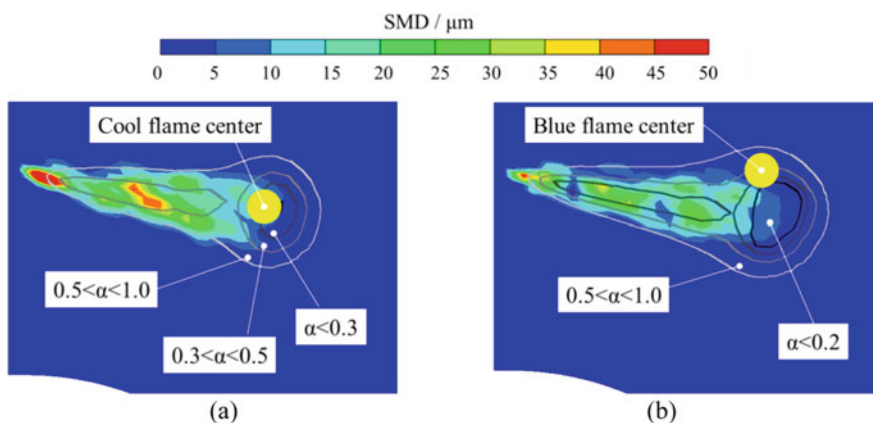 SMD / μm
0 5 10 15 20 25 30 35 40 45 50
Cool flame center
0.5<α<1.0
0.3<α<0.5
α<0.3
(a)
Blue flame center
0.5<α<1.0
α<0.2
(b)